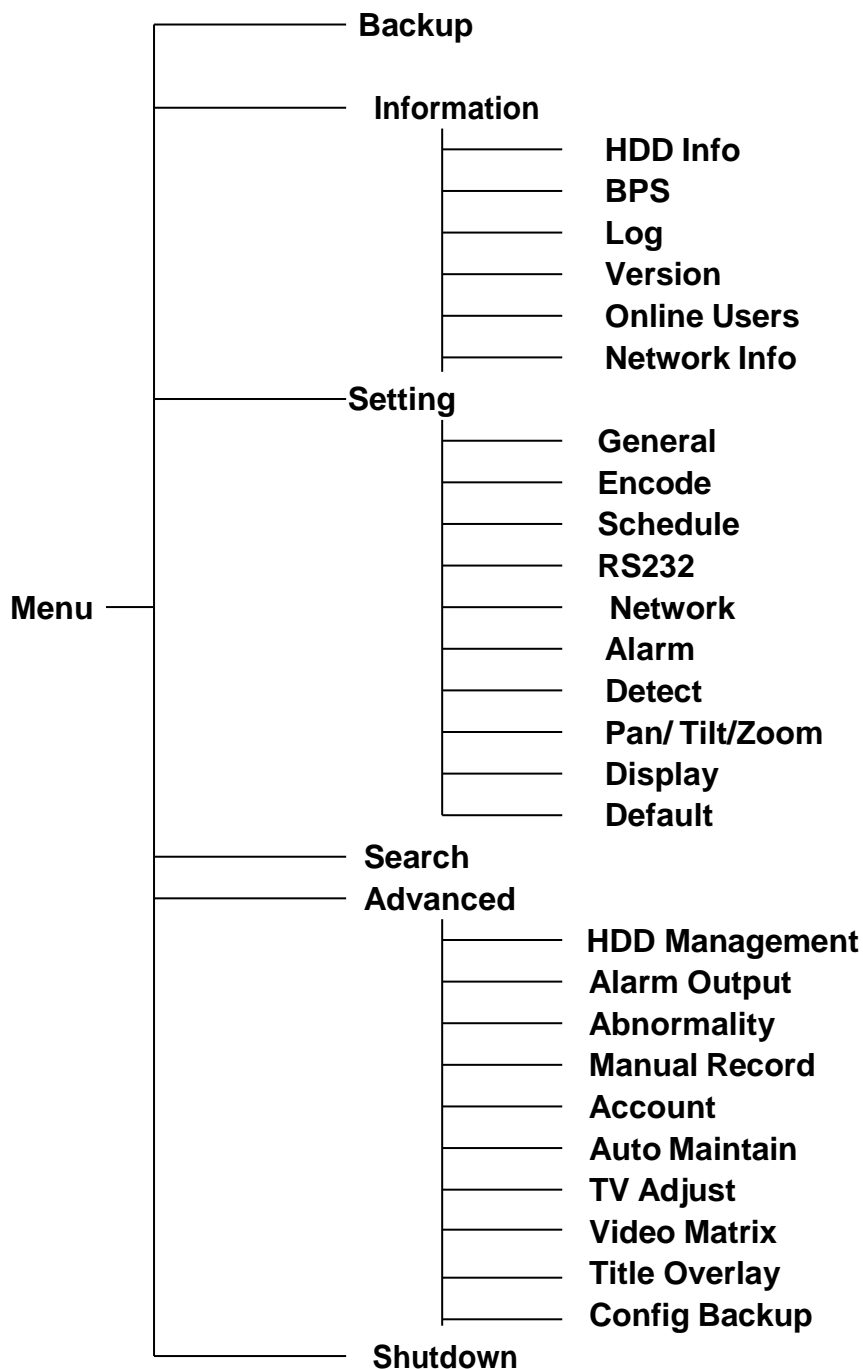 Backup
Information
HDD Info
BPS
Log
Version
Online Users
Network Info
Setting
General
Encode
Schedule
RS232
Menu
Network
Alarm
Detect
Pan/ Tilt/Zoom
Display
Default
Search
Advanced
HDD Management
Alarm Output
Abnormality
Manual Record
Account
Auto Maintain
TV Adjust
Video Matrix
Title Overlay
Config Backup
Shutdown